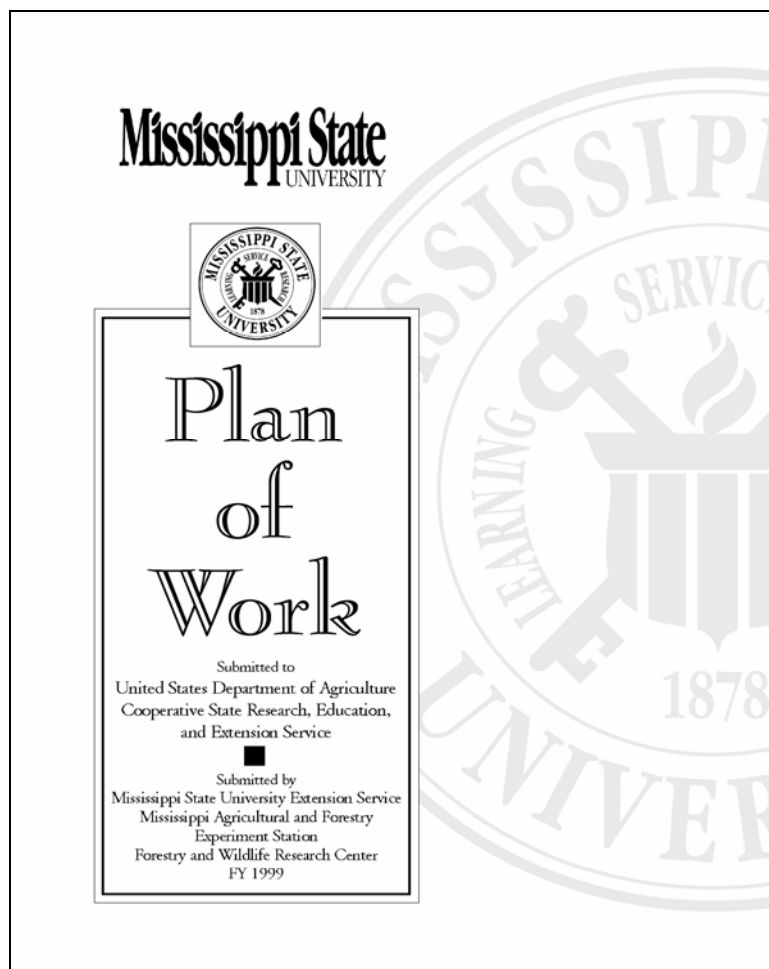 Mississippi State
UNIVERSITY
MISSISSIPPI STATE
SERVICE
LEARNING
RESEARCH
1878
UNIVERSITY
Plan
of
Work
Submitted to
United States Department of Agriculture
Cooperative State Research, Education,
and Extension Service
Submitted by
Mississippi State University Extension Service
Mississippi Agricultural and Forestry
Experiment Station
Forestry and Wildlife Research Center
FY 1999
MISSISSIPPI
SERVICE
LEARNING
1878
UNIVER